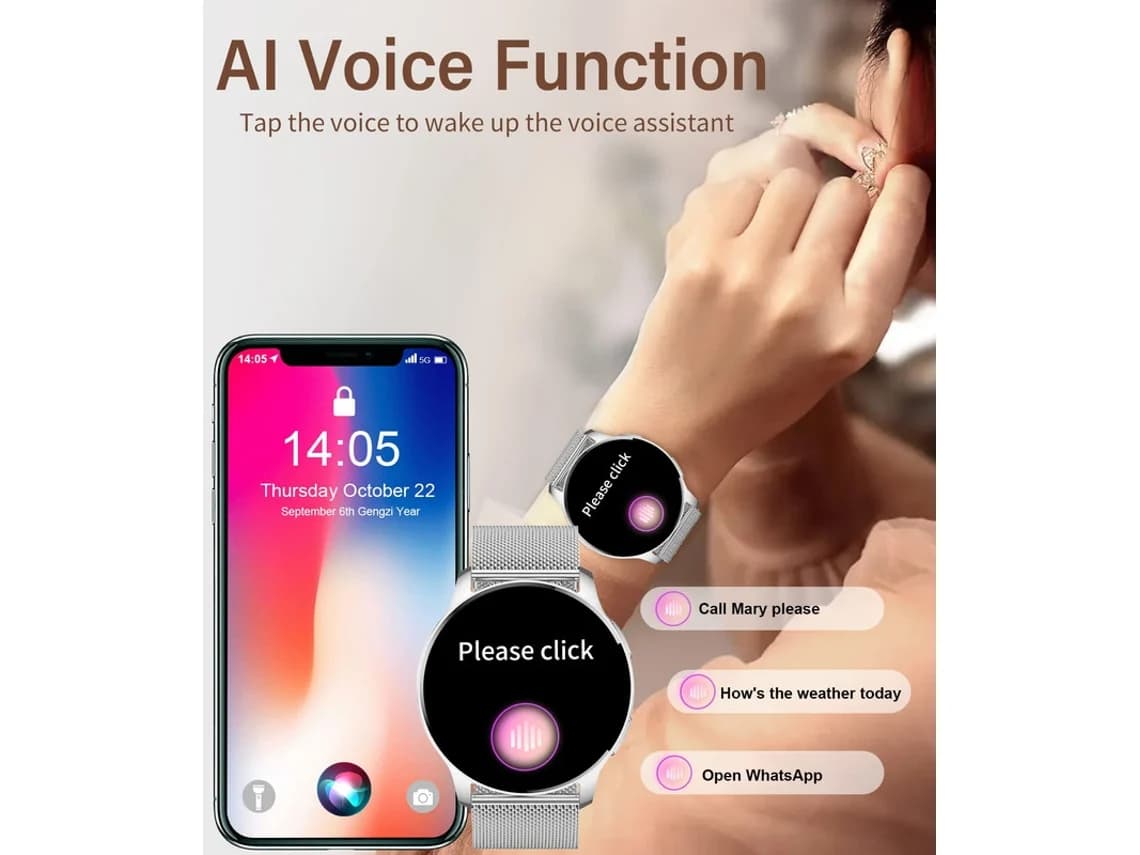 AI Voice Function
Tap the voice to wake up the voice assistant
14:05
5G
14:05
Thursday October 22
September 6th Gengzi Year
Please click
Please click
Call Mary please
How's the weather today
Open WhatsApp